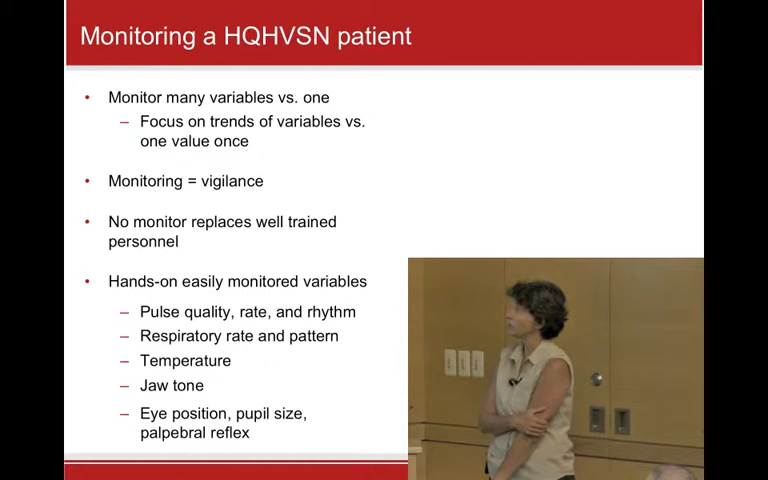 Monitoring a HQHVSN patient
• Monitor many variables vs. one
– Focus on trends of variables vs.
one value once
• Monitoring = vigilance
• No monitor replaces well trained
personnel
• Hands-on easily monitored variables
– Pulse quality, rate, and rhythm
– Respiratory rate and pattern
– Temperature
– Jaw tone
– Eye position, pupil size,
palpebral reflex